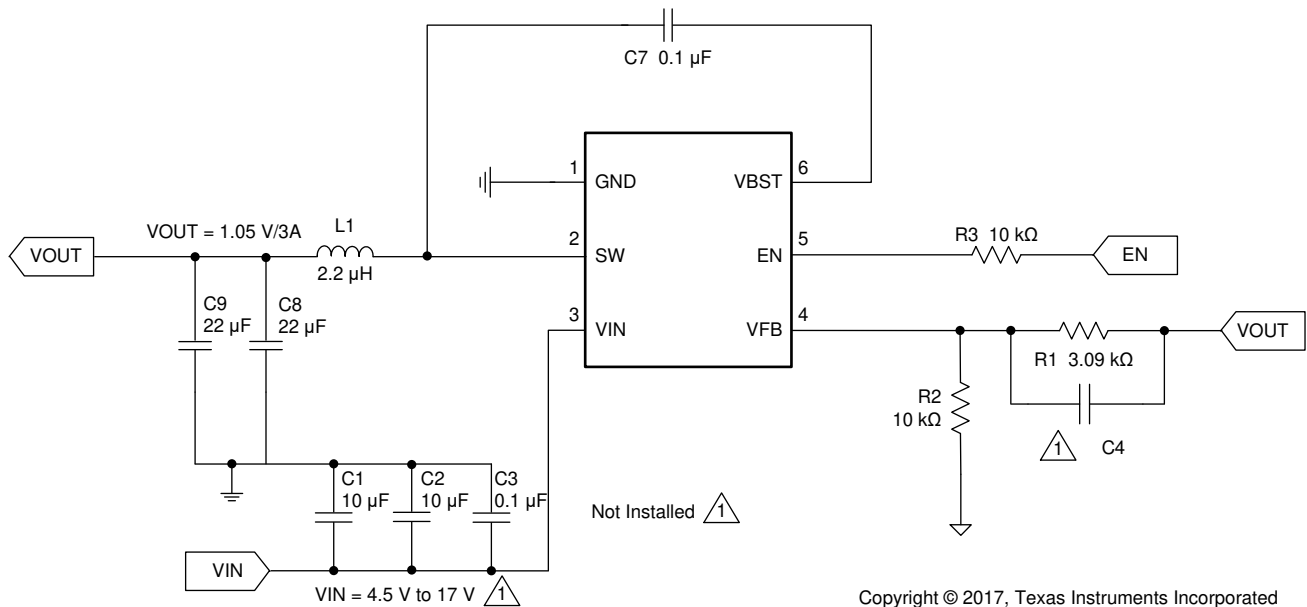 C7 0.1 µF
1
GND
VBST
6
VOUT = 1.05 V/3A
L1
VOUT
2.2 µH
2
SW
EN
5
R3 10 kΩ
EN
C9
22 µF
C8
22 µF
3
VIN
VFB
4
VOUT
R1 3.09 kΩ
R2
10 kΩ
1
C4
C1
10 µF
C2
10 µF
C3
0.1 µF
Not Installed 1
VIN
VIN = 4.5 V to 17 V 1
Copyright © 2017, Texas Instruments Incorporated